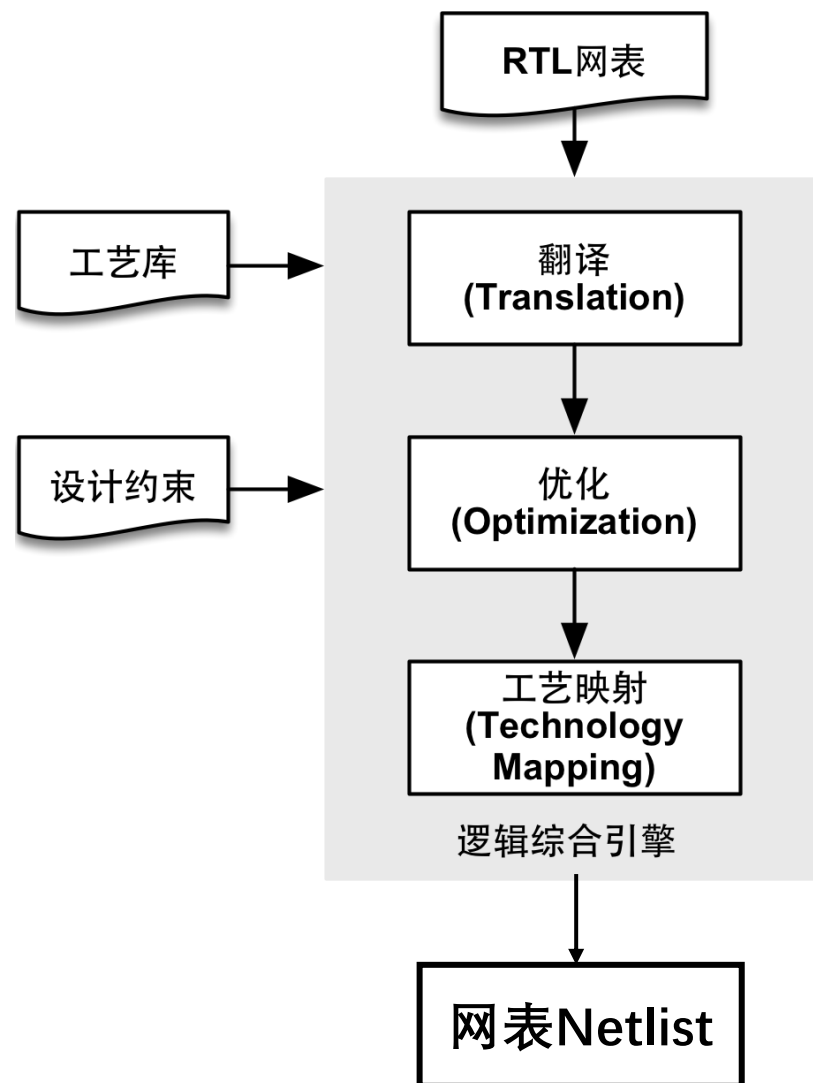 RTL网表
工艺库
翻译
(Translation)
设计约束
优化
(Optimization)
工艺映射
(Technology
Mapping)
逻辑综合引擎
网表Netlist